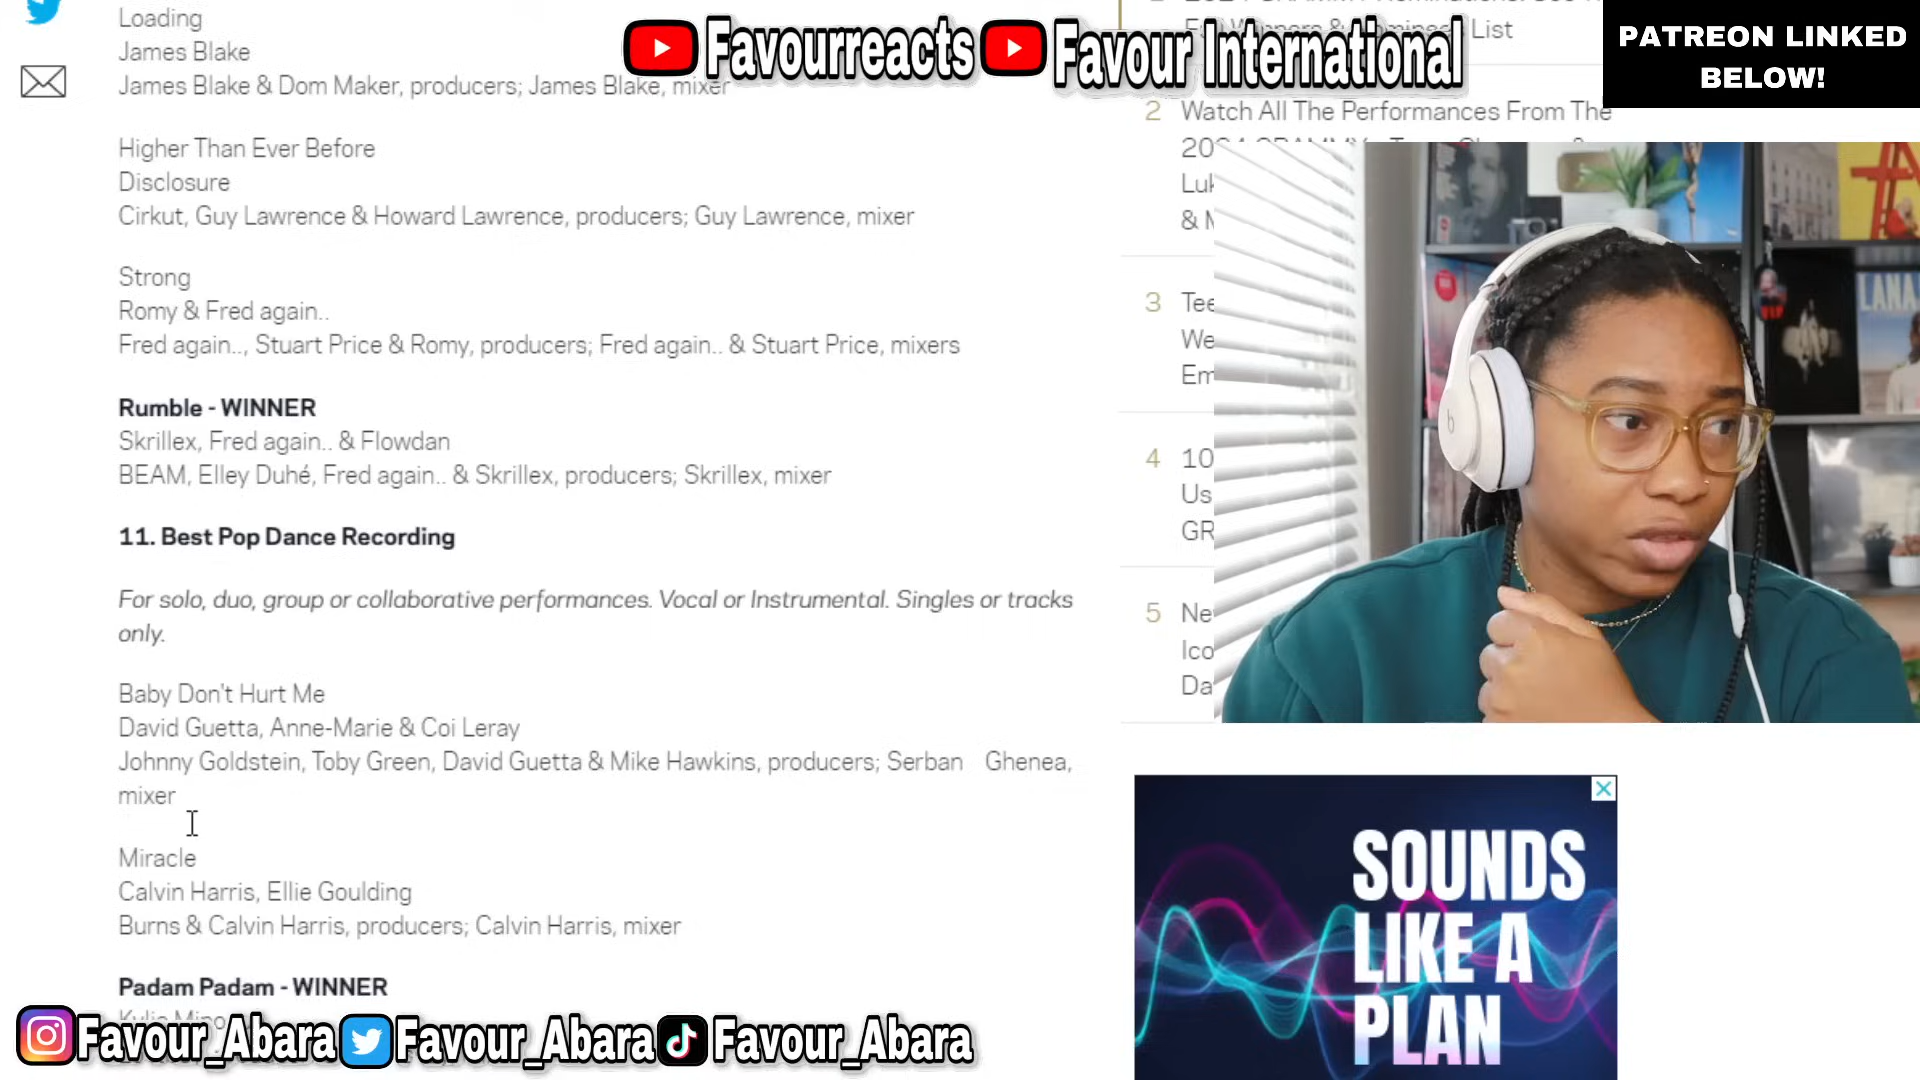 Loading
James Blake
James Blake & Dom Maker, producers; James Blake, mixer
Higher Than Ever Before
Disclosure
Cirkut, Guy Lawrence & Howard Lawrence, producers; Guy Lawrence, mixer
Strong
Romy & Fred again..
Fred again.., Stuart Price & Romy, producers; Fred again.. & Stuart Price, mixers
Rumble - WINNER
Skrillex, Fred again.. & Flowdan
BEAM, Elley Duhé, Fred again.. & Skrillex, producers; Skrillex, mixer
11. Best Pop Dance Recording
For solo, duo, group or collaborative performances. Vocal or Instrumental. Singles or tracks
only.
Baby Don't Hurt Me
David Guetta, Anne-Marie & Coi Leray
Johnny Goldstein, Toby Green, David Guetta & Mike Hawkins, producers; Serban Ghenea,
mixer
Miracle
Calvin Harris, Ellie Goulding
Burns & Calvin Harris, producers; Calvin Harris, mixer
Padam Padam - WINNER
Favour_Abara Favour_Abara Favour_Abara
Favourreacts Favour International
PATREON LINKED
BELOW!
List
2 Watch All The Performances From The
& 
3
We
4 10
Us
GR
5 Ne
LANA
SOUNDS
LIKE A
PLAN